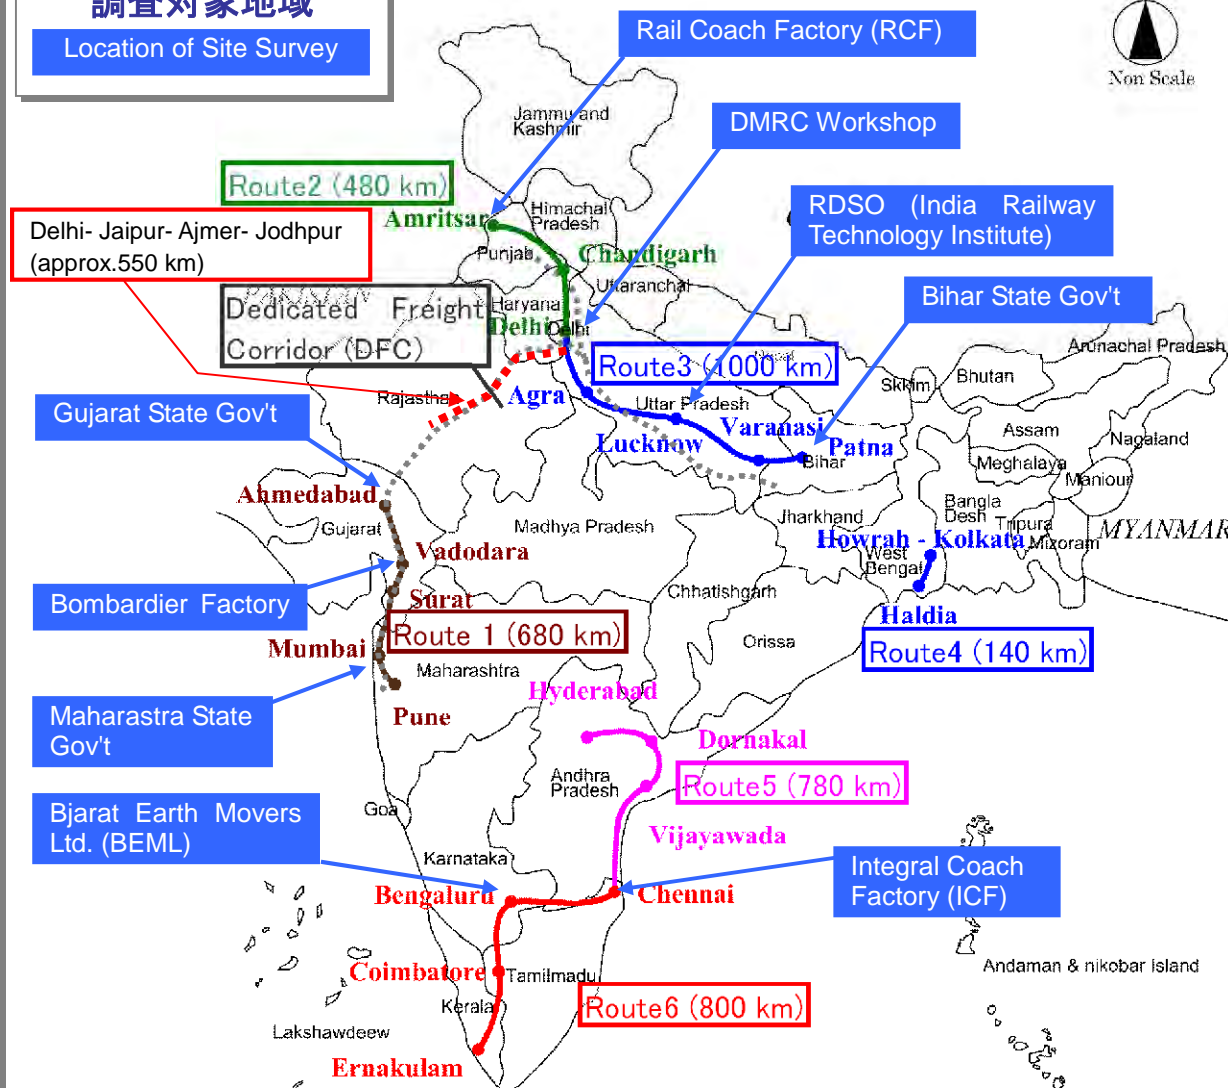 調査対象地域
Location of Site Survey
Rail Coach Factory (RCF)
Non Scale
Jammu and
Kashmir
DMRC Workshop
Route2 (480 km)
Amritsar
Himachal
Pradesh
RDSO (India Railway
Technology Institute)
Delhi- Jaipur- Ajmer- Jodhpur
(approx.550 km)
Punjab
Chandigarh
Uttaranchal
Bihar State Gov't
Dedicated Freight
Corridor (DFC)
Haryana
Delhi
Delhi
Route3 (1000 km)
Arunachal Pradesh
Skkim
Bhutan
Rajasthan
Agra
Uttar Pradesh
Gujarat State Gov't
Lucknow
Varanasi
Patna
Bihar
Assam
Nagaland
Meghalaya
Maniour
Ahmedabad
Gujarat
Madhya Pradesh
Jharkhand
Bangla
Desh
Tripura
Mizoram
MYANMAR
Howrah - Kolkata
West
Bengal
Vadodara
Bombardier Factory
Surat
Chhatishgarh
Haldia
Route 1 (680 km)
Mumbai
Orissa
Route4 (140 km)
Maharashtra
Hyderabad
Maharastra State
Gov't
Pune
Dornakal
Andhra
Pradesh
Route5 (780 km)
Goa
Bjarat Earth Movers
Ltd. (BEML)
Vijayawada
Karnataka
Integral Coach
Factory (ICF)
Bengaluru
Chennai
Coimbatore
Tamilmadu
Andaman & nikobar Island
Kerala
Route6 (800 km)
Lakshawdeew
Ernakulam